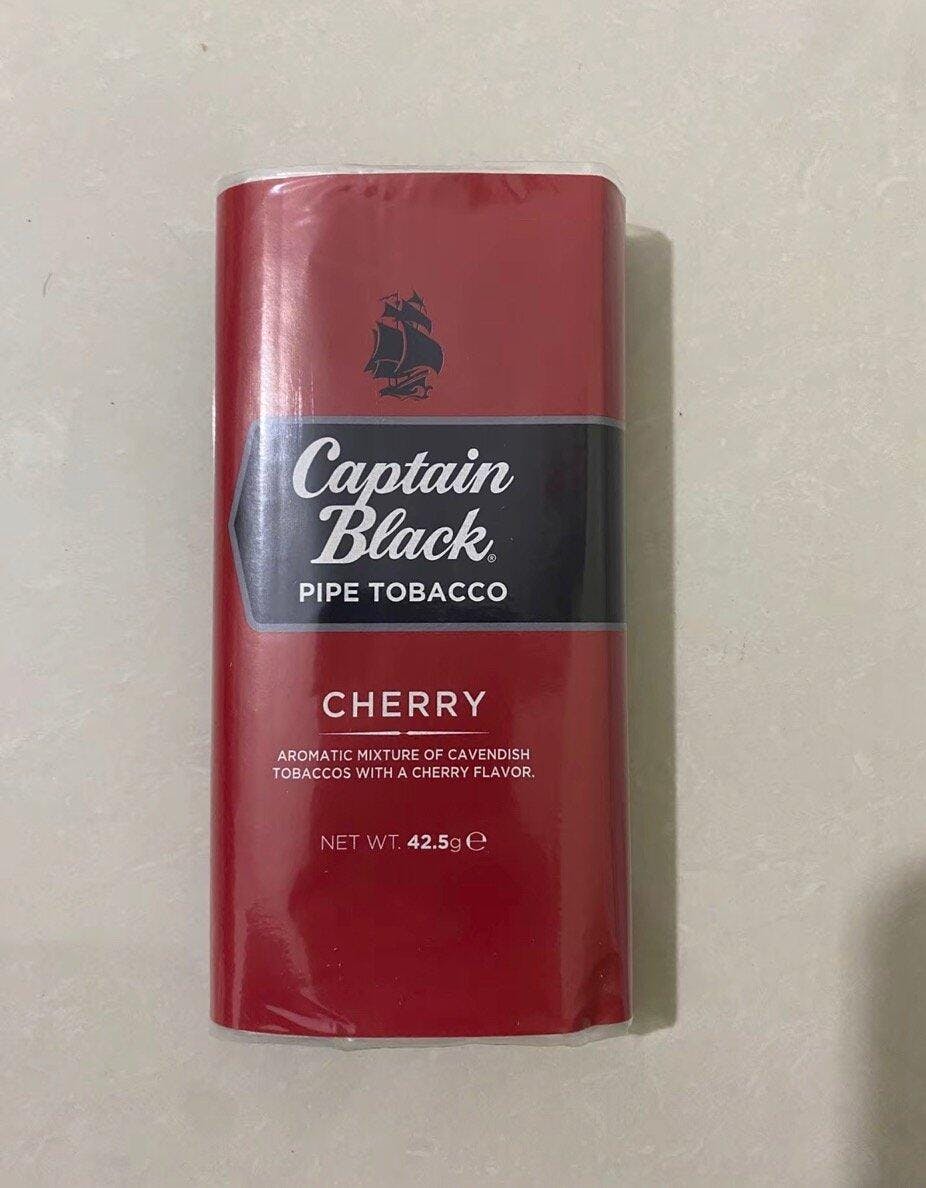 Captain
Black®
PIPE TOBACCO
CHERRY
AROMATIC MIXTURE OF CAVENDISH
TOBACCOS WITH A CHERRY FLAVOR.
NET WT. 42.5g ℮